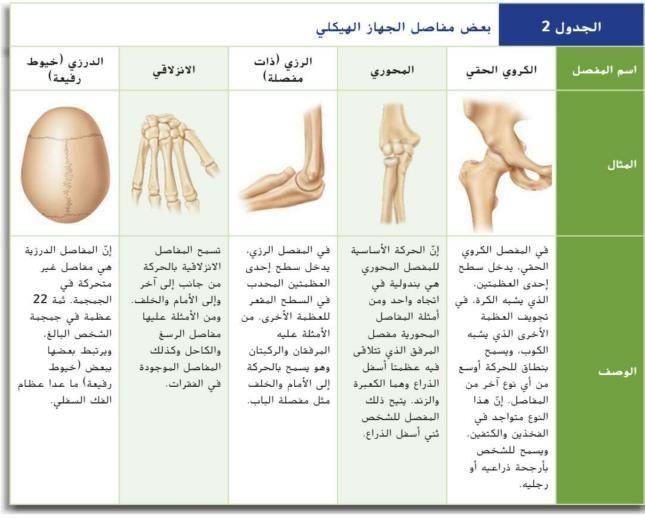 الجدول 2 بعض مفاصل الجهاز الهيكلي
اسم المفصل
الكروي الحقي
المحوري
الرزي (ذات
مفصلة)
الانزلاقي
الدرزي (خيوط
رفيعة)
المثال
الوصف
في المفصل الكروي
الحقي، يدخل سطح
إحدى العظمتين،
الذي يشبه الكرة، في
تجويف العظمة
الأخرى الذي يشبه
الكوب، ويسمح
بنطاق للحركة أوسع
من أي نوع آخر من
المفاصل. إنّ هذا
النوع متواجد في
الفخذين والكتفين،
ويسمح للشخص
بأرجحة ذراعيه أو
رجليه.
إنّ الحركة الأساسية
للمفصل المحوري
هي بندولية في
اتجاه واحد ومن
أمثلة المفاصل
المحورية مفصل
المرفق الذي تتلاقى
فيه عظمتا أسفل
الذراع وهما الكعبرة
والزند. يتيح ذلك
المفصل للشخص
ثني أسفل الذراع.
في المفصل الرزي،
يدخل سطح إحدى
العظمتين المحدب
في السطح المقعر
للعظمة الأخرى. من
الأمثلة عليه
المرفقان والركبتان
وهو يسمح بالحركة
إلى الأمام والخلف
مثل مفصلة الباب.
تسمح المفاصل
الانزلاقية بالحركة
من جانب إلى آخر
وإلى الأمام والخلف.
ومن الأمثلة عليها
مفاصل الرسغ
والكاحل وكذلك
المفاصل الموجودة
في الفقرات.
إنّ المفاصل الدرزية
هي مفاصل غير
متحركة في
الجمجمة. ثمة 22
عظمة في جمجمة
الشخص البالغ،
ويرتبط بعضها
ببعض (خيوط
رفيعة) ما عدا عظام
الفك السفلي.